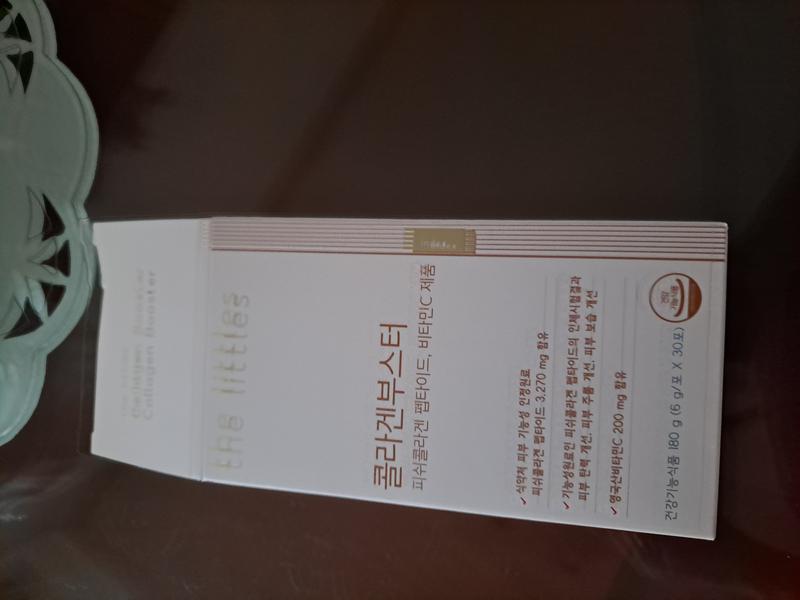 Collagen Booster
the littles
콜라겐부스터
피쉬콜라겐 펩타이드, 비타민C 제품
✓ 식약처 피부 기능성 인정원료
피쉬콜라겐 펩타이드 3,270 mg 함유
✓ 기능성원료인 피쉬콜라겐 펩타이드의 인체시험결과
피부 탄력 개선, 피부 주름 개선, 피부 보습 개선
✓ 영국산비타민C 200 mg 함유
건강
기능식품
건강기능식품 180 g (6 g/포 X 30포)